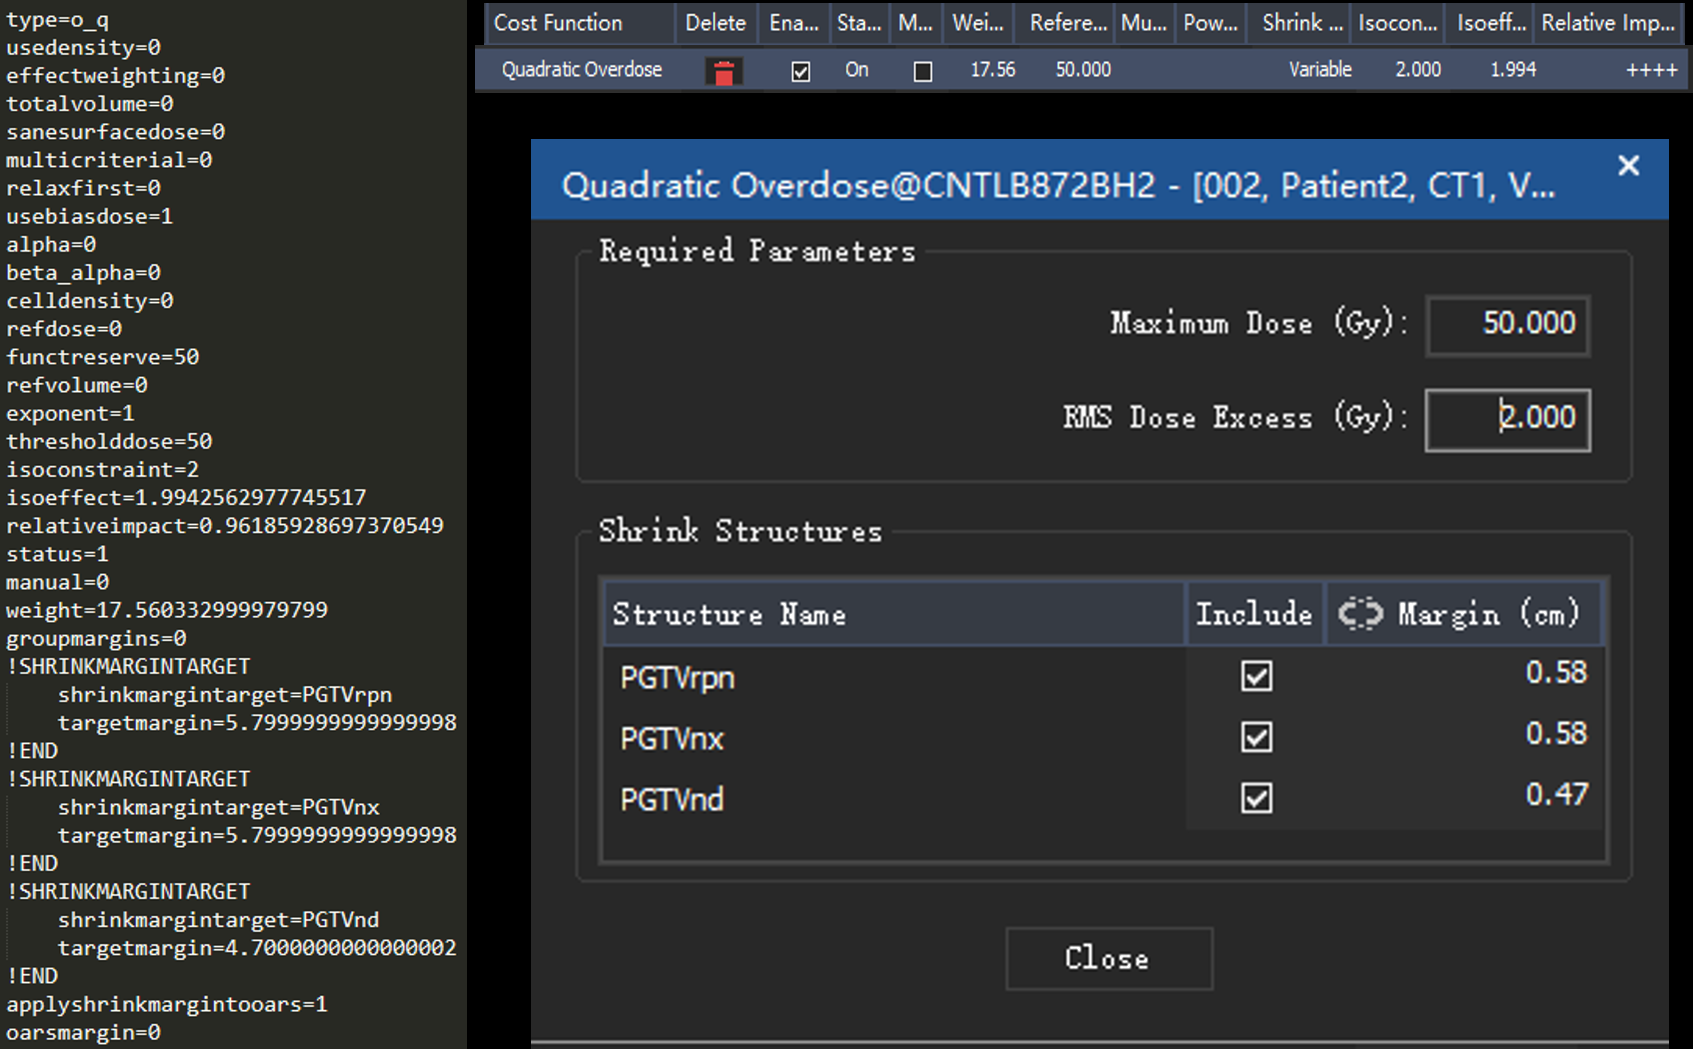 type=o_q
usedensity=0
effectweighting=0
totalvolume=0
sanesurfacedose=0
multicriterial=0
relaxfirst=0
usebiasdose=1
alpha=0
beta_alpha=0
celldensity=0
refdose=0
functreserve=50
refvolume=0
exponent=1
thresholddose=50
isoconstraint=2
isoeffect=1.9942562977745517
relativeimpact=0.96185928697370549
status=1
manual=0
weight=17.560332999979799
groupmargins=0
!SHRINKMARGINTARGET
shrinkmargintarget=PGTVrpn
targetmargin=5.7999999999999998
!END
!SHRINKMARGINTARGET
shrinkmargintarget=PGTVnx
targetmargin=5.7999999999999998
!END
!SHRINKMARGINTARGET
shrinkmargintarget=PGTVnd
targetmargin=4.7000000000000002
!END
applyshrinkmargintooars=1
oarsmargin=0
Cost Function Delete Ena... Sta... M... Wei... Refere... Mu... Pow... Shrink ... Isocon... Isoeff... Relative Imp...
Quadratic Overdose On 17.56 50.000 Variable 2.000 1.994 ++++
Quadratic Overdose@CNTLB872BH2 - [002, Patient2, CT1, V...
Required Parameters
Maximum Dose (Gy): 50.000
RMS Dose Excess (Gy): 2.000
Shrink Structures
Structure Name Include Margin (cm)
PGTVrpn 0.58
PGTVnx 0.58
PGTVnd 0.47
Close